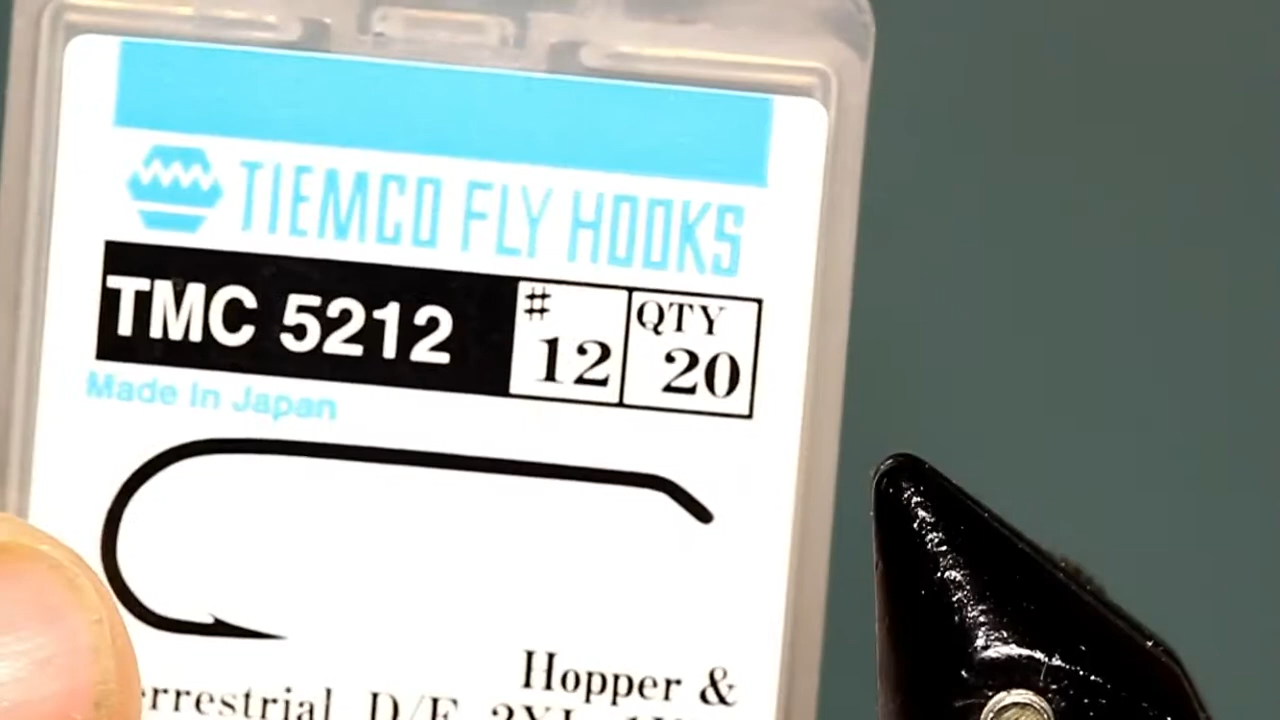 TIEMCO FLY HOOKS
TMC 5212
# 12
QTY 20
Made In Japan
Hopper &